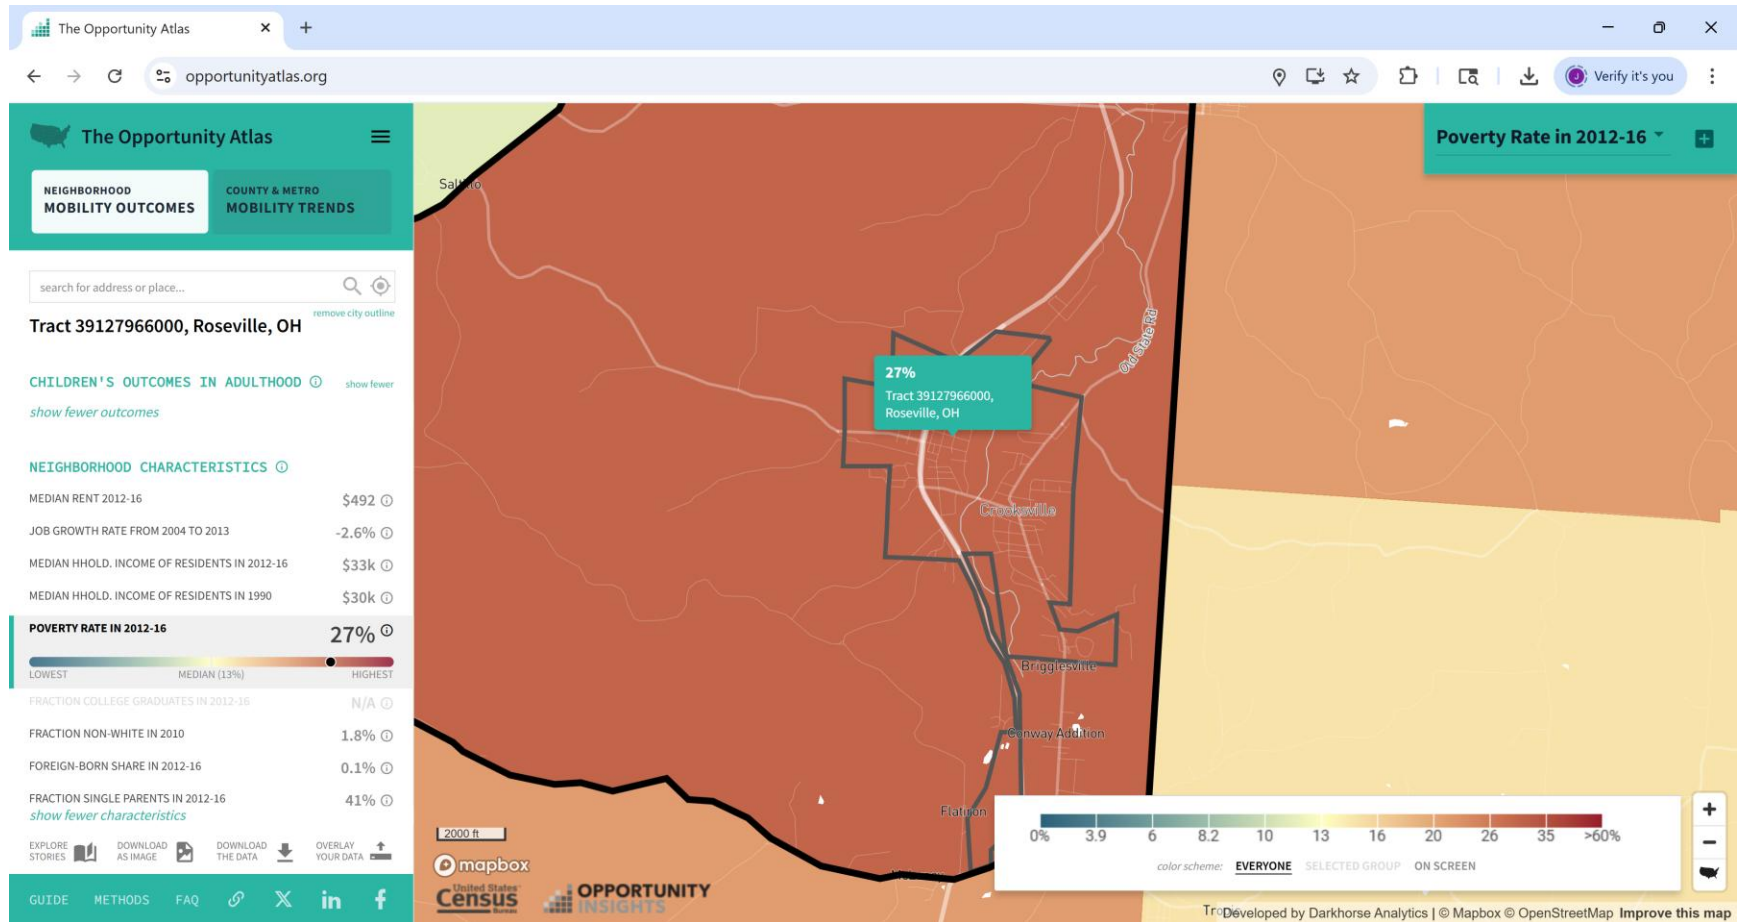 The Opportunity Atlas
opportunityatlas.org
Verify it's you
The Opportunity Atlas
NEIGHBORHOOD
MOBILITY OUTCOMES
COUNTY & METRO
MOBILITY TRENDS
search for address or place...
remove city outline
Tract 39127966000, Roseville, OH
CHILDREN'S OUTCOMES IN ADULTHOOD
show fewer
show fewer outcomes
NEIGHBORHOOD CHARACTERISTICS
MEDIAN RENT 2012-16 $492
JOB GROWTH RATE FROM 2004 TO 2013 -2.6%
MEDIAN HHOLD. INCOME OF RESIDENTS IN 2012-16 $33k
MEDIAN HHOLD. INCOME OF RESIDENTS IN 1990 $30k
POVERTY RATE IN 2012-16 27%
LOWEST MEDIAN (13%) HIGHEST
FRACTION COLLEGE GRADUATES IN 2012-16 N/A
FRACTION NON-WHITE IN 2010 1.8%
FOREIGN-BORN SHARE IN 2012-16 0.1%
FRACTION SINGLE PARENTS IN 2012-16 41%
show fewer characteristics
EXPLORE STORIES
DOWNLOAD AS IMAGE
DOWNLOAD THE DATA
OVERLAY YOUR DATA
GUIDE METHODS FAQ
Poverty Rate in 2012-16
Saltillo
Old State Rd
27%
Tract 39127966000,
Roseville, OH
Crooksville
Brigglesville
Conway Addition
Flatiron
2000 ft
mapbox
United States
Census
Bureau
OPPORTUNITY
INSIGHTS
0% 3.9 6 8.2 10 13 16 20 26 35 >60%
color scheme: EVERYONE SELECTED GROUP ON SCREEN
Developed by Darkhorse Analytics | © Mapbox © OpenStreetMap Improve this map